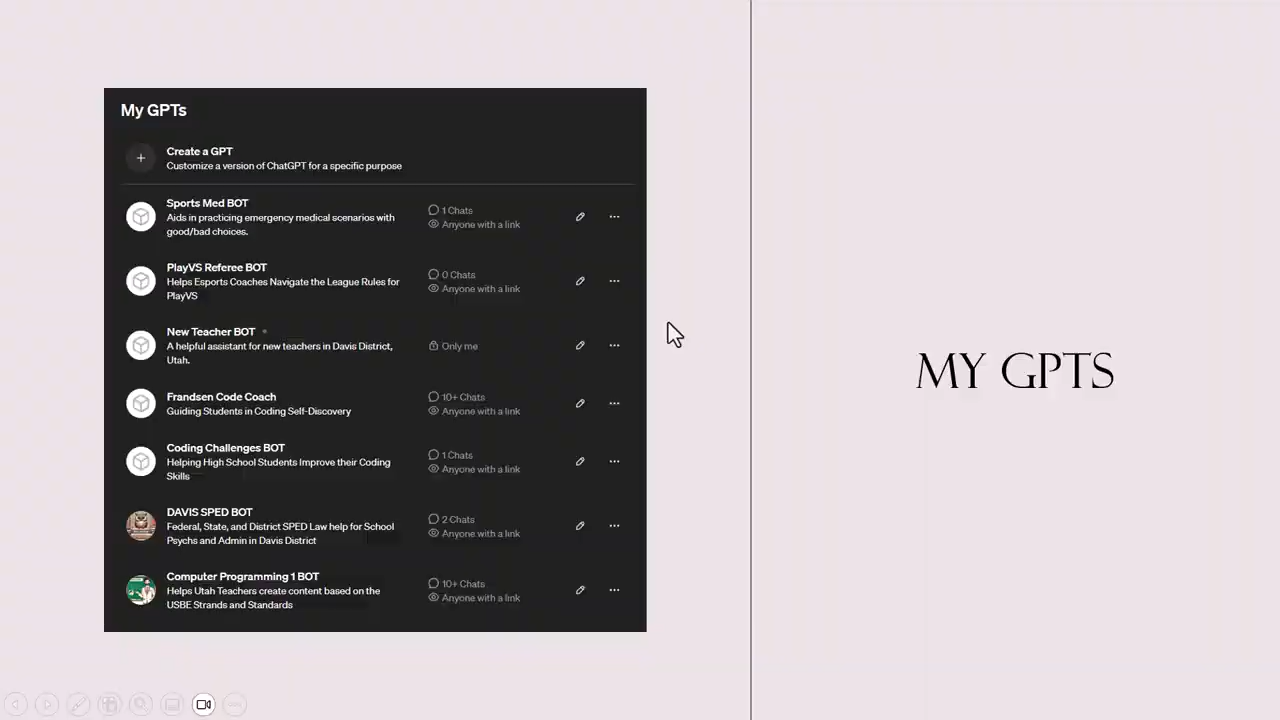 My GPTs
Create a GPT
Customize a version of ChatGPT for a specific purpose
Sports Med BOT
Aids in practicing emergency medical scenarios with
good/bad choices.
1 Chats
Anyone with a link
PlayVS Referee BOT
Helps Esports Coaches Navigate the League Rules for
PlayVS
0 Chats
Anyone with a link
New Teacher BOT
A helpful assistant for new teachers in Davis District,
Utah.
Only me
Frandsen Code Coach
Guiding Students in Coding Self-Discovery
10+ Chats
Anyone with a link
Coding Challenges BOT
Helping High School Students Improve their Coding
Skills
1 Chats
Anyone with a link
DAVIS SPED BOT
Federal, State, and District SPED Law help for School
Psychs and Admin in Davis District
2 Chats
Anyone with a link
Computer Programming 1 BOT
Helps Utah Teachers create content based on the
USBE Strands and Standards
10+ Chats
Anyone with a link
MY GPTS